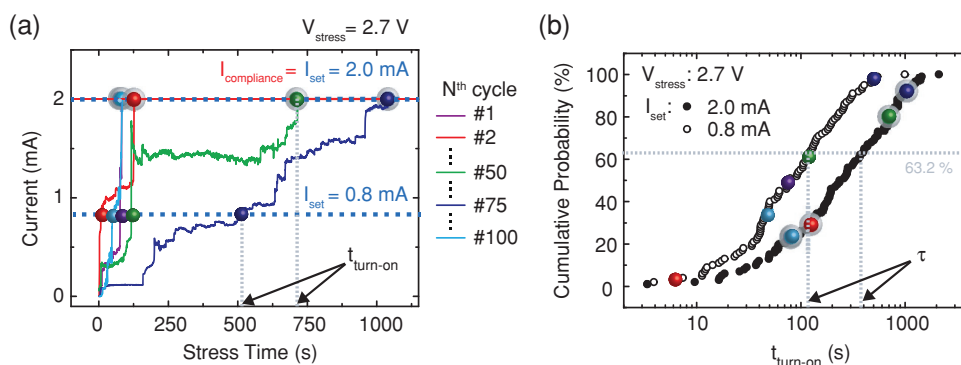 (a)
V_stress = 2.7 V
I_compliance = I_set = 2.0 mA
I_set = 0.8 mA
t_turn-on
Current (mA)
2
1
0
0
250
500
750
1000
Stress Time (s)
Nth cycle
#1
#2
#50
#75
#100
(b)
V_stress : 2.7 V
I_set : 2.0 mA
0.8 mA
63.2 %
τ
Cumulative Probability (%)
100
80
60
40
20
0
10
100
1000
t_turn-on (s)